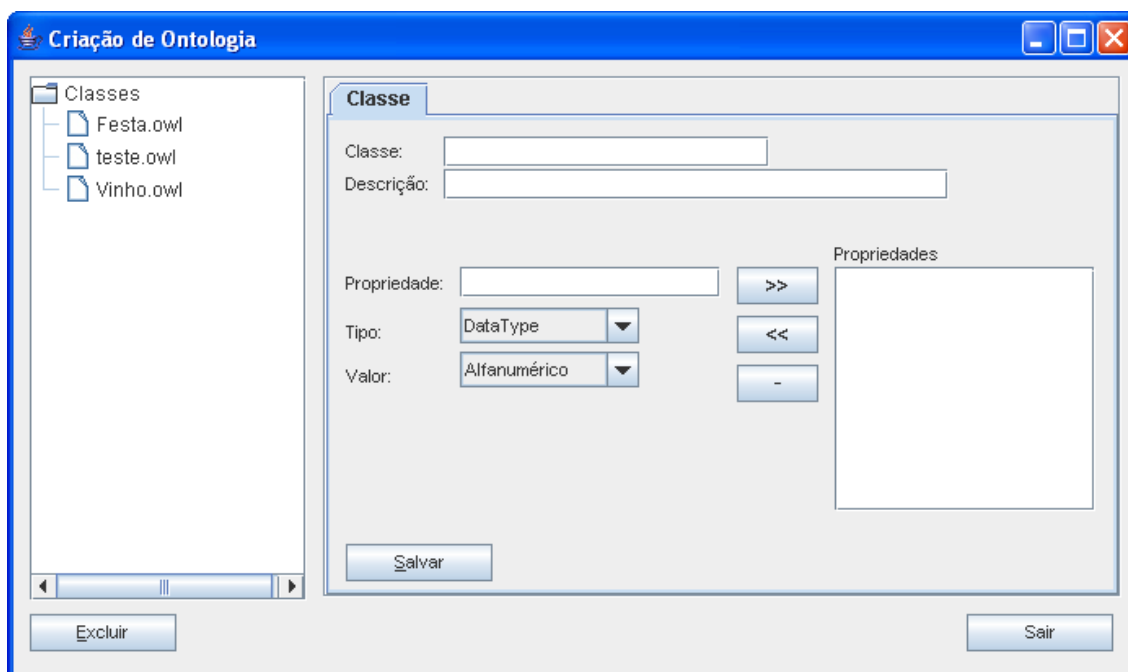 Criação de Ontologia
Classes
Festa.owl
teste.owl
Vinho.owl
Classe
Classe:
Descrição:
Propriedades
Propriedade:
>>
Tipo:
DataType
<<
Valor:
Alfanumérico
-
Salvar
Excluir
Sair